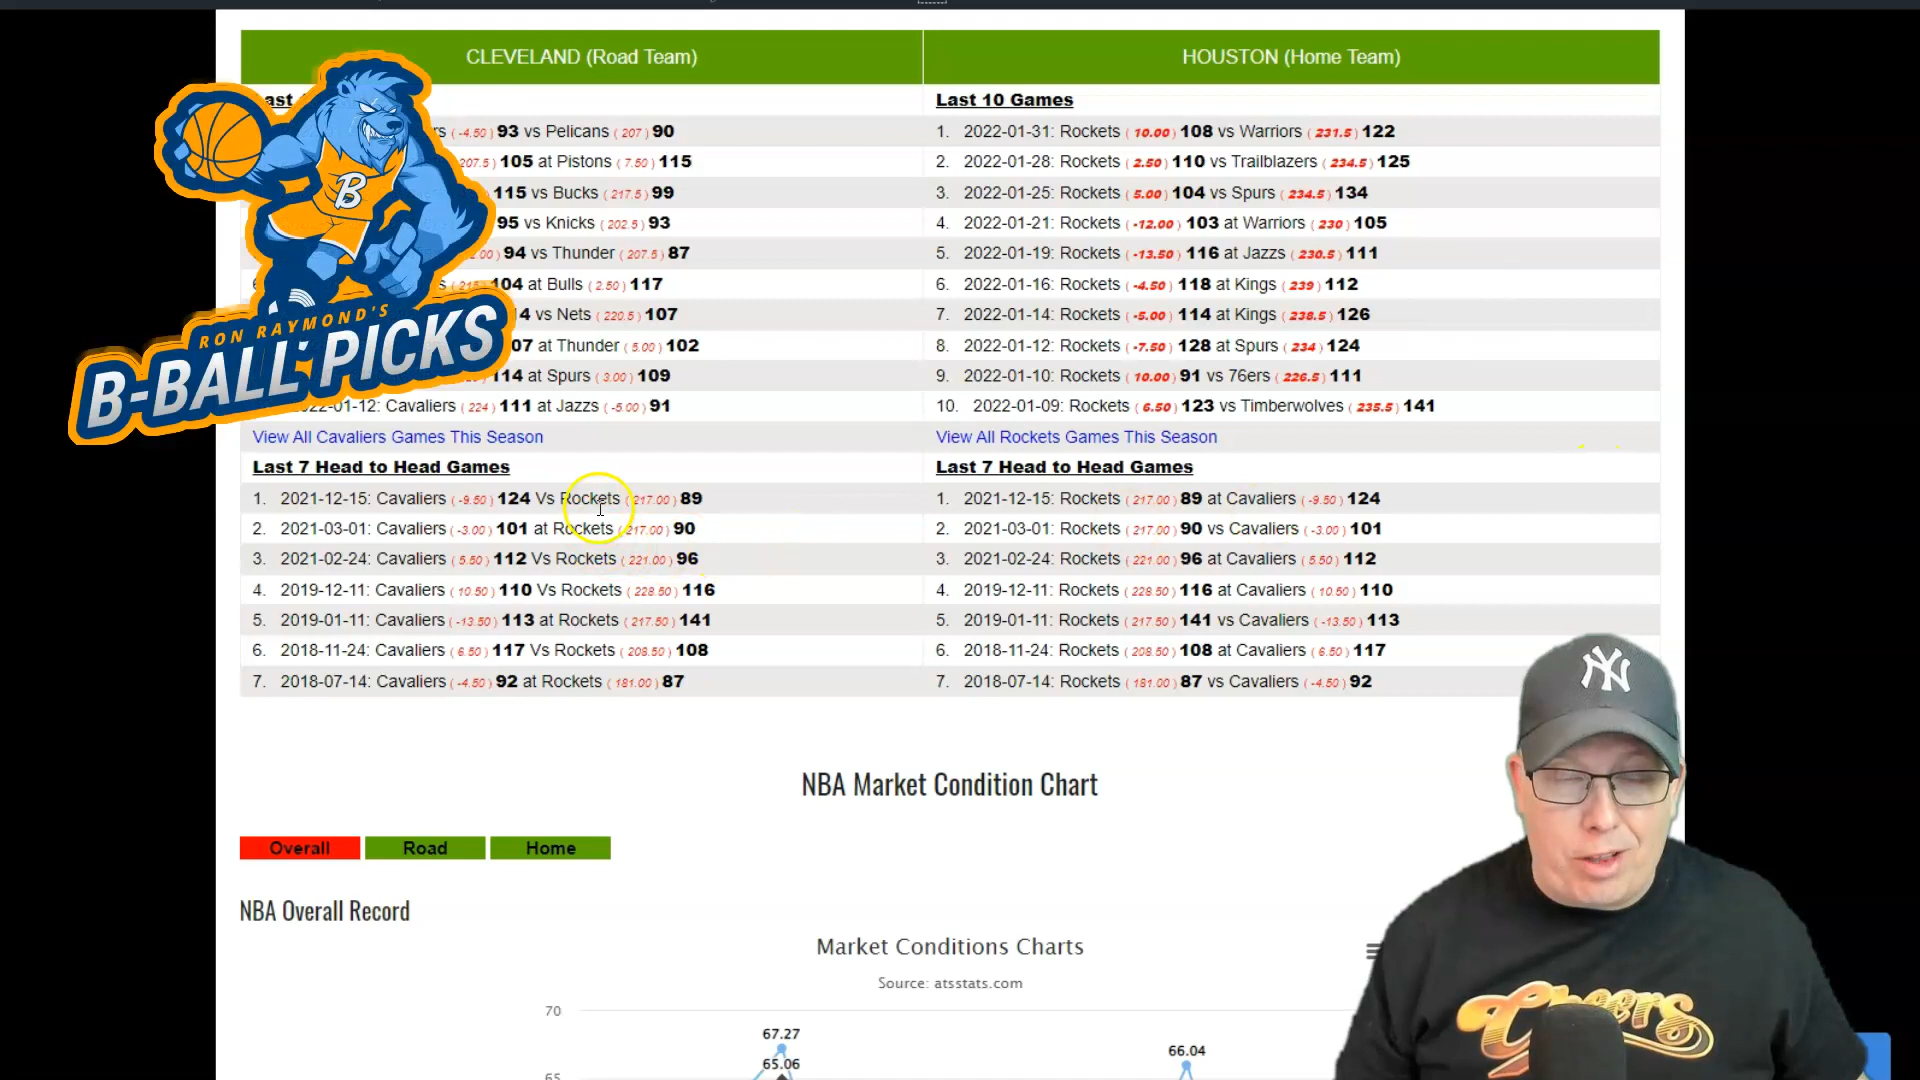 CLEVELAND (Road Team)
HOUSTON (Home Team)
ast
rs ( -4.50 ) 93 vs Pelicans ( 207 ) 90
207.5 ) 105 at Pistons ( 7.50 ) 115
115 vs Bucks ( 217.5 ) 99
95 vs Knicks ( 202.5 ) 93
.00 ) 94 vs Thunder ( 207.5 ) 87
104 at Bulls ( 2.50 ) 117
4 vs Nets ( 220.5 ) 107
07 at Thunder ( 5.00 ) 102
114 at Spurs ( 3.00 ) 109
022-01-12: Cavaliers ( 224 ) 111 at Jazzs ( -5.00 ) 91
View All Cavaliers Games This Season
B
RON RAYMOND'S
B-BALL PICKS
Last 10 Games
1. 2022-01-31: Rockets ( 10.00 ) 108 vs Warriors ( 231.5 ) 122
2. 2022-01-28: Rockets ( 2.50 ) 110 vs Trailblazers ( 234.5 ) 125
3. 2022-01-25: Rockets ( 5.00 ) 104 vs Spurs ( 234.5 ) 134
4. 2022-01-21: Rockets ( -12.00 ) 103 at Warriors ( 230 ) 105
5. 2022-01-19: Rockets ( -13.50 ) 116 at Jazzs ( 230.5 ) 111
6. 2022-01-16: Rockets ( -4.50 ) 118 at Kings ( 239 ) 112
7. 2022-01-14: Rockets ( -5.00 ) 114 at Kings ( 238.5 ) 126
8. 2022-01-12: Rockets ( -7.50 ) 128 at Spurs ( 234 ) 124
9. 2022-01-10: Rockets ( 10.00 ) 91 vs 76ers ( 226.5 ) 111
10. 2022-01-09: Rockets ( 6.50 ) 123 vs Timberwolves ( 235.5 ) 141
View All Rockets Games This Season
Last 7 Head to Head Games
1. 2021-12-15: Cavaliers ( -9.50 ) 124 Vs Rockets ( 217.00 ) 89
2. 2021-03-01: Cavaliers ( -3.00 ) 101 at Rockets ( 217.00 ) 90
3. 2021-02-24: Cavaliers ( 5.50 ) 112 Vs Rockets ( 221.00 ) 96
4. 2019-12-11: Cavaliers ( 10.50 ) 110 Vs Rockets ( 228.50 ) 116
5. 2019-01-11: Cavaliers ( -13.50 ) 113 at Rockets ( 217.50 ) 141
6. 2018-11-24: Cavaliers ( 6.50 ) 117 Vs Rockets ( 208.50 ) 108
7. 2018-07-14: Cavaliers ( -4.50 ) 92 at Rockets ( 181.00 ) 87
Last 7 Head to Head Games
1. 2021-12-15: Rockets ( 217.00 ) 89 at Cavaliers ( -9.50 ) 124
2. 2021-03-01: Rockets ( 217.00 ) 90 vs Cavaliers ( -3.00 ) 101
3. 2021-02-24: Rockets ( 221.00 ) 96 at Cavaliers ( 5.50 ) 112
4. 2019-12-11: Rockets ( 228.50 ) 116 at Cavaliers ( 10.50 ) 110
5. 2019-01-11: Rockets ( 217.50 ) 141 vs Cavaliers ( -13.50 ) 113
6. 2018-11-24: Rockets ( 208.50 ) 108 at Cavaliers ( 6.50 ) 117
7. 2018-07-14: Rockets ( 181.00 ) 87 vs Cavaliers ( -4.50 ) 92
NBA Market Condition Chart
Overall
Road
Home
NBA Overall Record
Market Conditions Charts
Source: atsstats.com
70
67.27
65.06
66.04
65
NY
Cheers